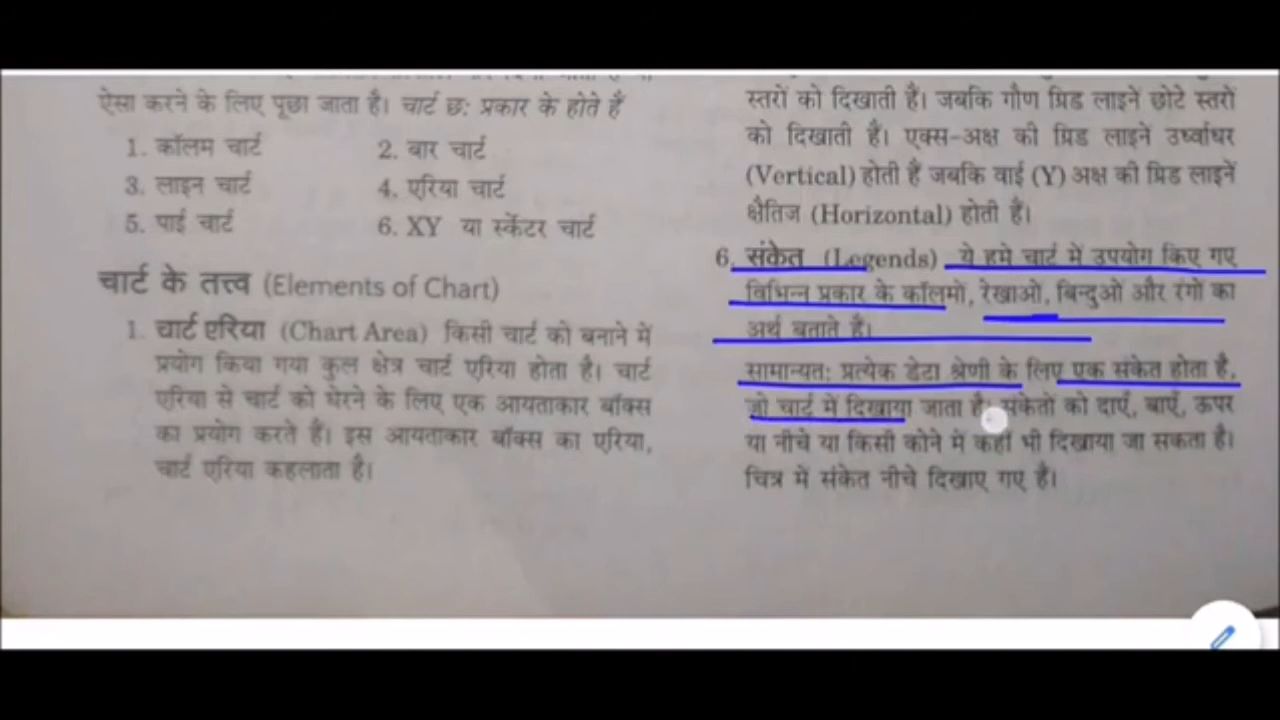 ऐसा करने के लिए पूछा जाता है। चार्ट छ: प्रकार के होते हैं
1. कॉलम चार्ट 2. बार चार्ट
3. लाइन चार्ट 4. एरिया चार्ट
5. पाई चार्ट 6. XY या स्कैटर चार्ट
चार्ट के तत्त्व (Elements of Chart)
1. चार्ट एरिया (Chart Area) किसी चार्ट को बनाने में
प्रयोग किया गया कुल क्षेत्र चार्ट एरिया होता है। चार्ट
एरिया से चार्ट को घेरने के लिए एक आयताकार बॉक्स
का प्रयोग करते हैं। इस आयताकार बॉक्स का एरिया,
चार्ट एरिया कहलाता है।
स्तरों को दिखाती हैं। जबकि गौण ग्रिड लाइनें छोटे स्तरों
को दिखाती हैं। एक्स-अक्ष की ग्रिड लाइनें उर्ध्वाधर
(Vertical) होती हैं जबकि वाई (Y) अक्ष की ग्रिड लाइनें
क्षैतिज (Horizontal) होती हैं।
6. संकेत (Legends) ये हमे चार्ट में उपयोग किए गए
विभिन्न प्रकार के कॉलमों, रेखाओं, बिन्दुओं और रंगों का
अर्थ बताते हैं।
सामान्यत: प्रत्येक डेटा श्रेणी के लिए एक संकेत होता है,
जो चार्ट में दिखाया जाता है। संकेतों को दाएँ, बाएँ, ऊपर
या नीचे या किसी कोने में कहीं भी दिखाया जा सकता है।
चित्र में संकेत नीचे दिखाए गए हैं।